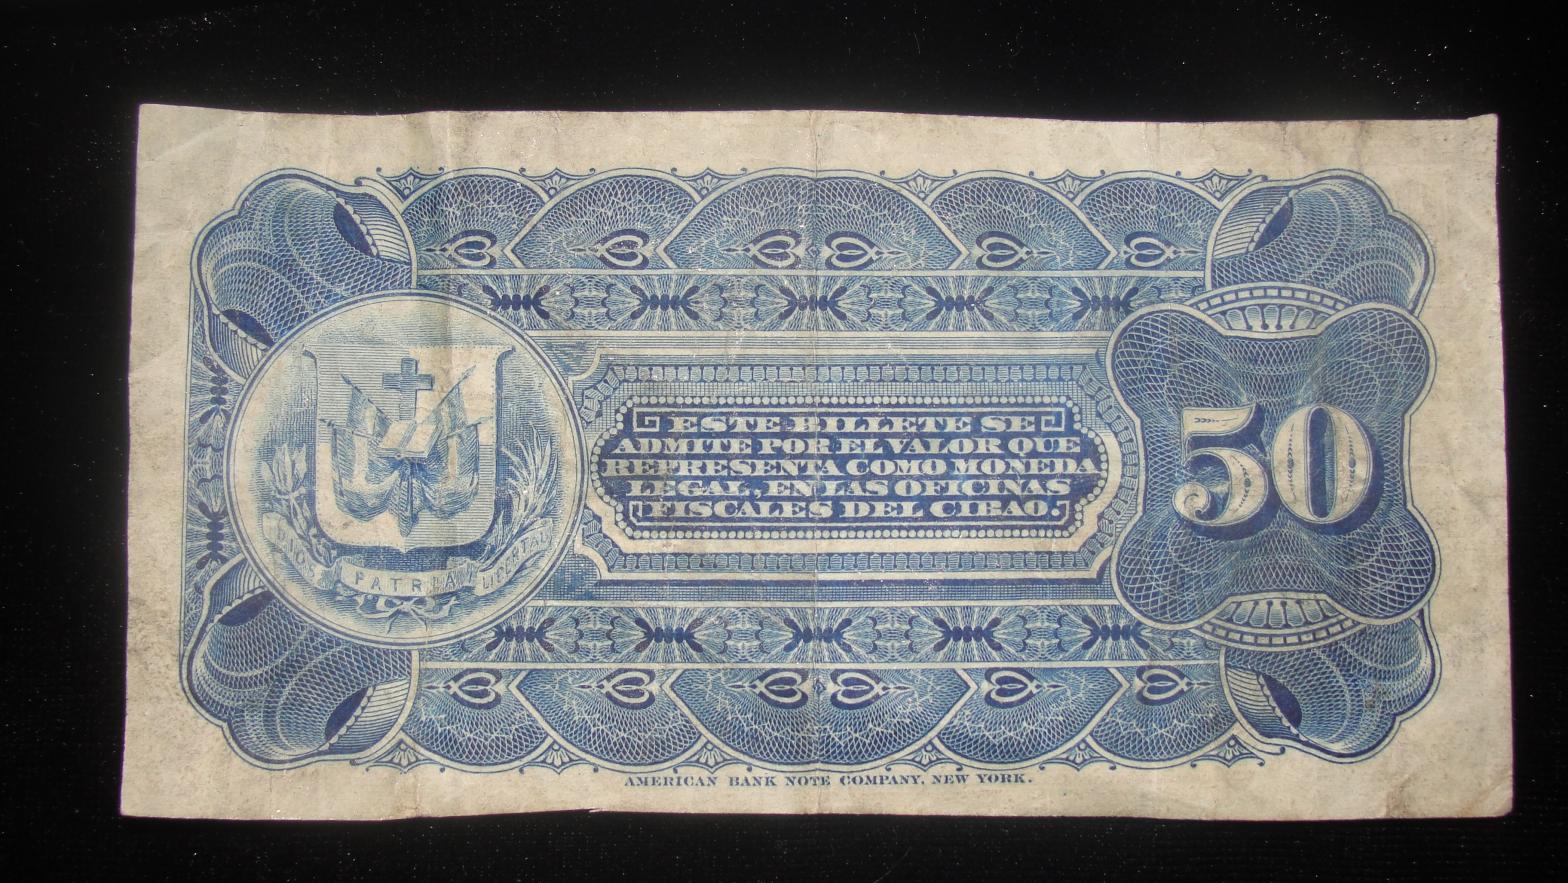 ESTE BILLETE SE
ADMITE POR EL VALOR QUE
REPRESENTA COMO MONEDA
LEGAL, EN LAS OFICINAS
FISCALES DEL CIBAO.
50
DIOS PATRIA LIBERTAD
AMERICAN BANK NOTE COMPANY, NEW YORK.